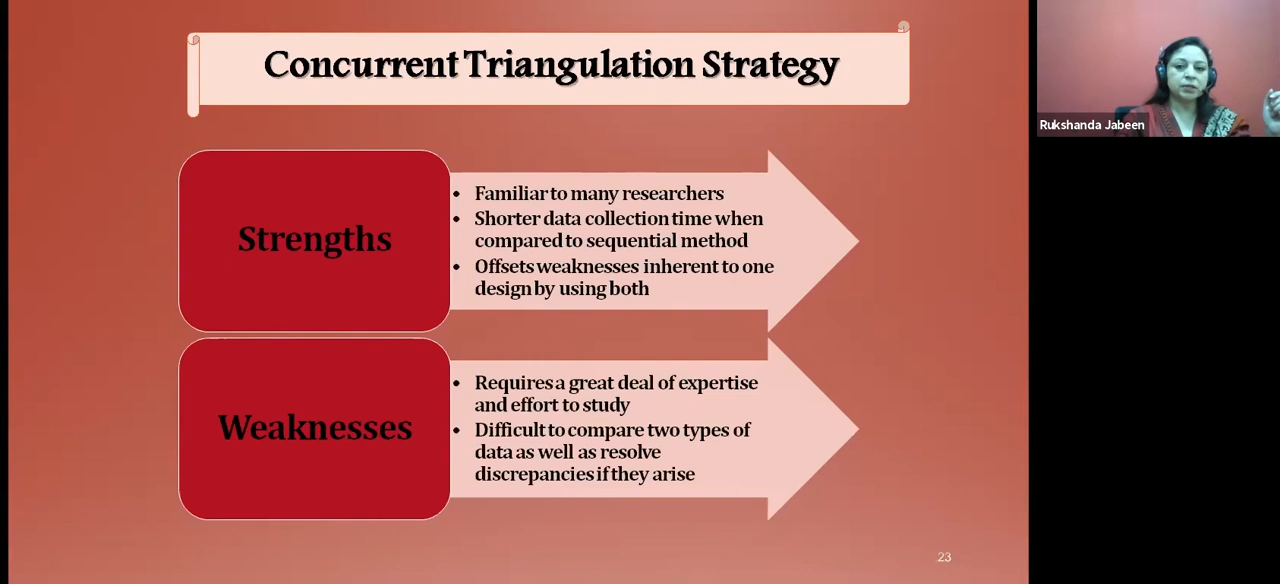 Concurrent Triangulation Strategy
Rukshanda Jabeen
Strengths
• Familiar to many researchers
• Shorter data collection time when
compared to sequential method
• Offsets weaknesses inherent to one
design by using both
Weaknesses
• Requires a great deal of expertise
and effort to study
• Difficult to compare two types of
data as well as resolve
discrepancies if they arise
23